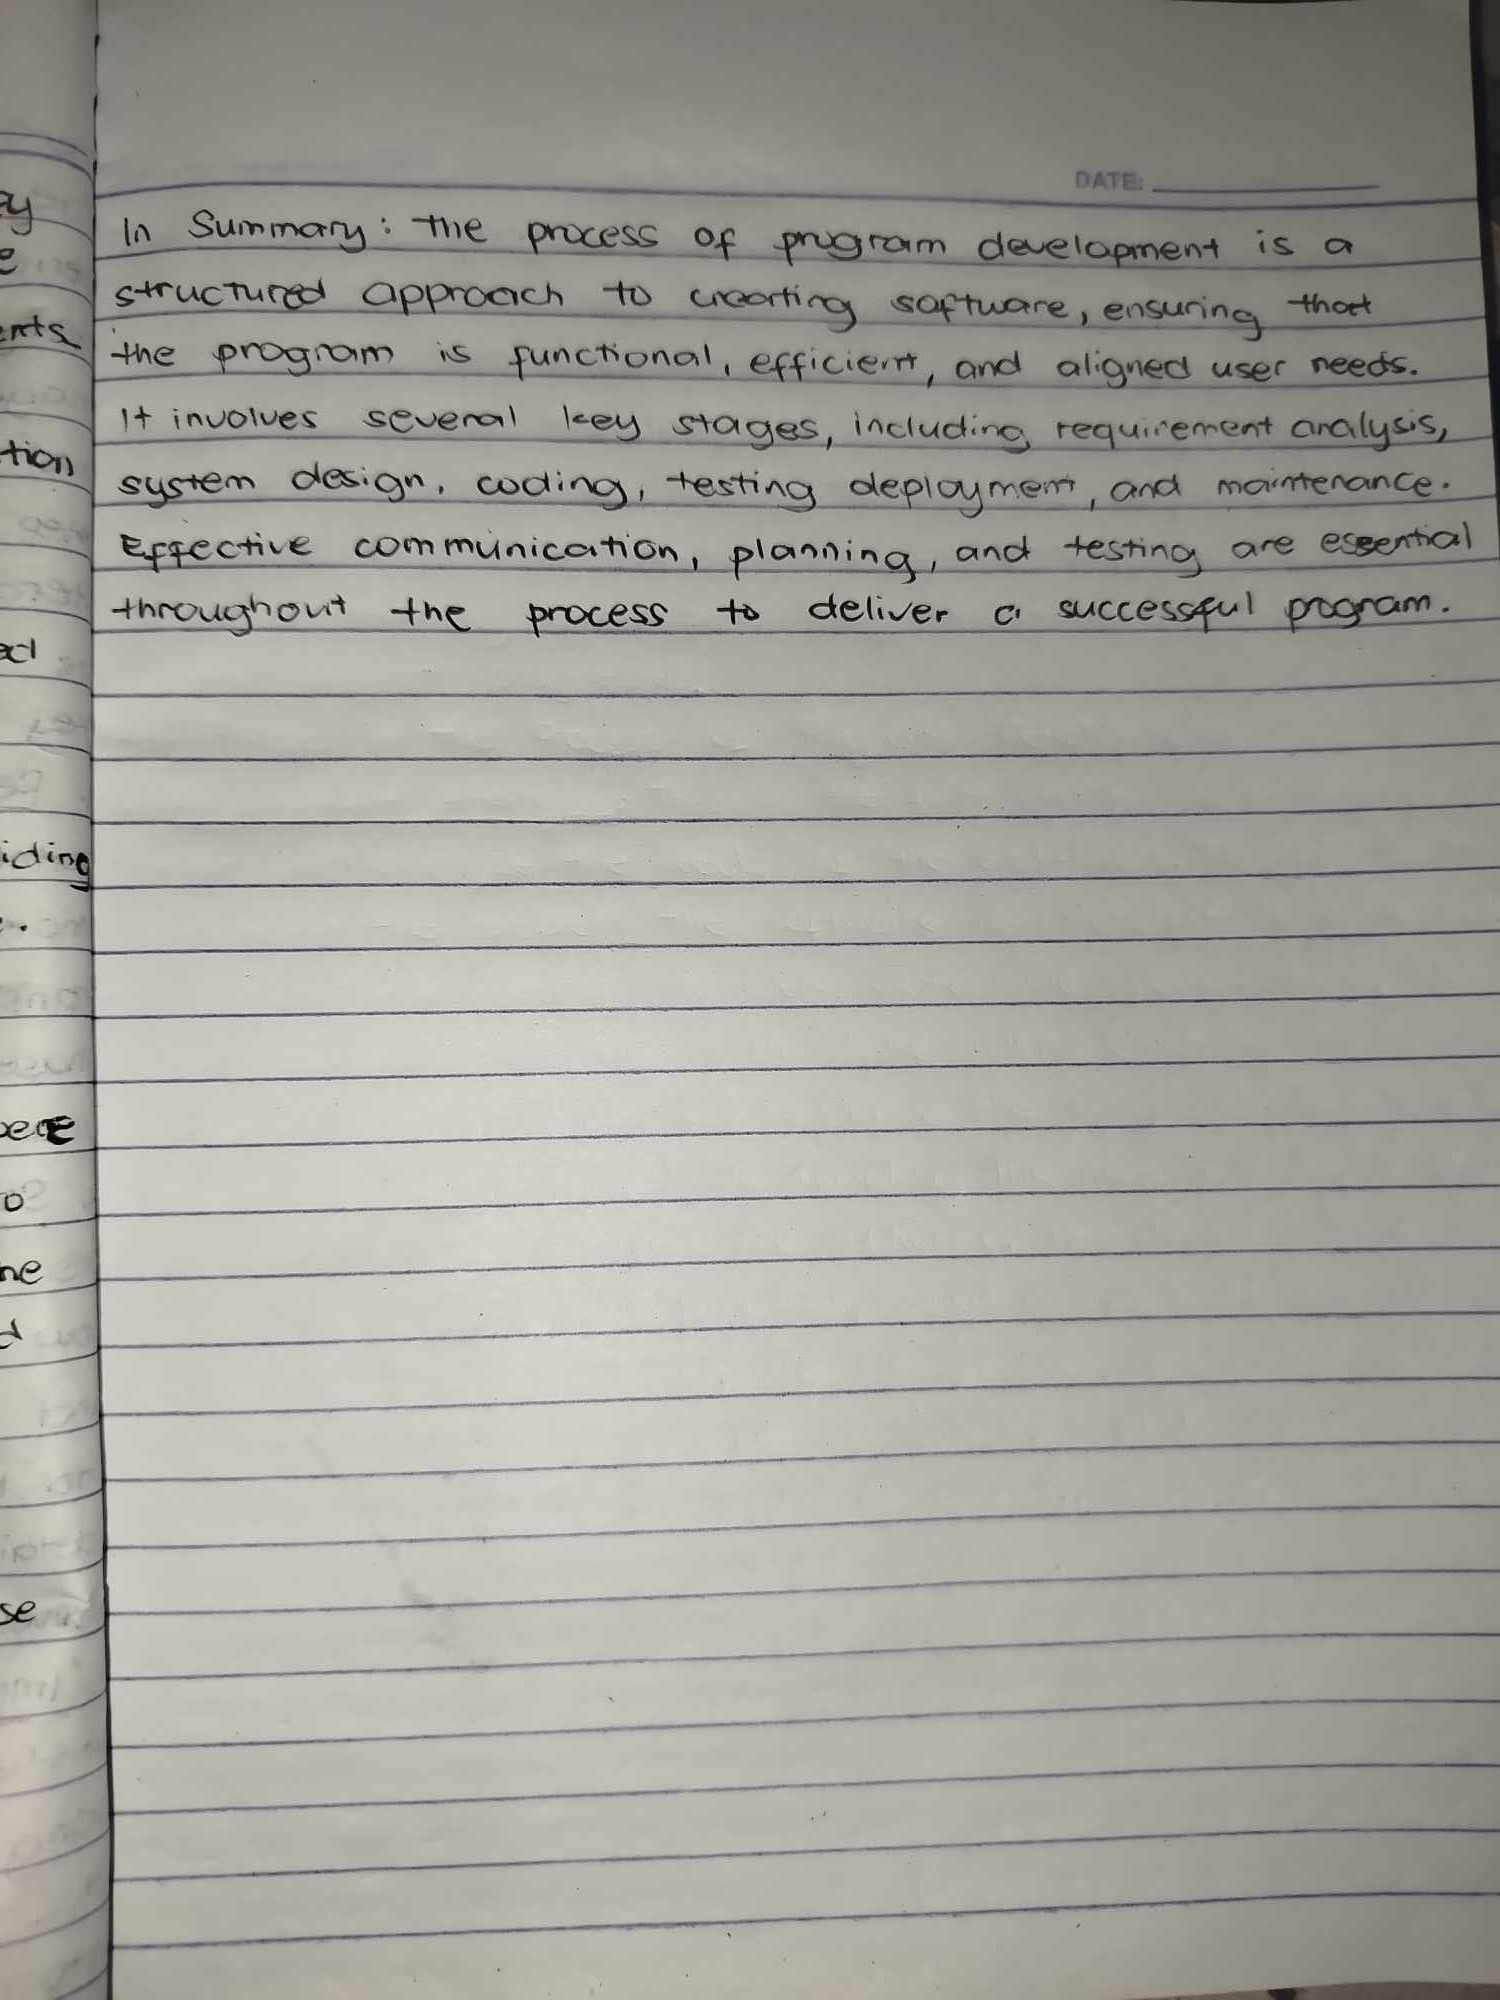 DATE:
In Summary: the process of program development is a
structured approach to creating software, ensuring that
the program is functional, efficient, and aligned user needs.
It involves several key stages, including requirement analysis,
system design, coding, testing deployment, and maintenance.
Effective communication, planning, and testing are essential
throughout the process to deliver a successful program.